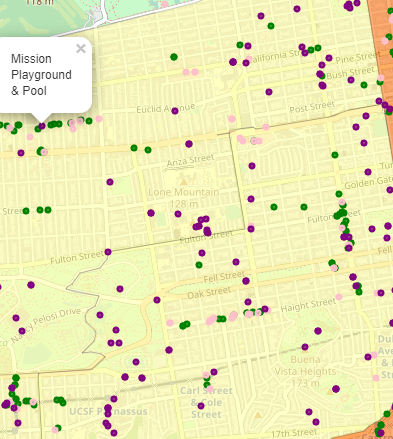 118 m
California Street
Mission
Playground
& Pool
×
Pine Street
Bush Street
Euclid Avenue
Post Street
Anza Street
Lone Mountain
128 m
Golden Gate
Fulton Street
Fulton Street
Fulton Street
Fell Street
Fell
Oak Street
Nancy Pelosi Drive
Haight Street
Buena
Vista Heights
173 m
Carl Street
& Cole
Street
UCSF Parnassus
17th Street